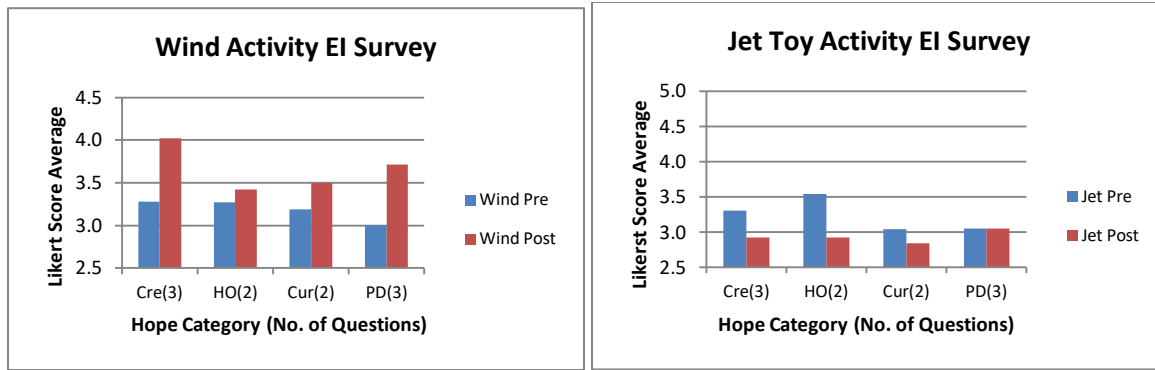 Wind Activity EI Survey
Likert Score Average
4.5
4.0
3.5
3.0
2.5
Cre(3) HO(2) Cur(2) PD(3)
Hope Category (No. of Questions)
Wind Pre
Wind Post
Jet Toy Activity EI Survey
Likerst Score Average
5.0
4.5
4.0
3.5
3.0
2.5
Cre(3) HO(2) Cur(2) PD(3)
Hope Category (No. of Questions)
Jet Pre
Jet Post